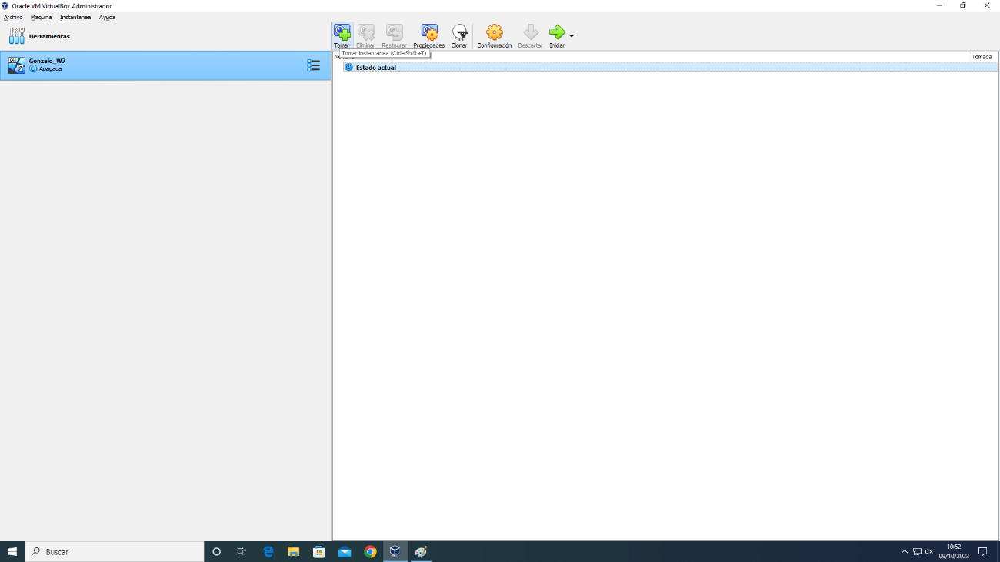 Oracle VM VirtualBox Administrador
Archivo Máquina Instantánea Ayuda
Herramientas
Gonzalo_W7
Apagada
Tomar Eliminar Restaurar Propiedades Clonar Configuración Descartar Iniciar
Tomar instantánea (Ctrl+Shift+T)
Tomada
Estado actual
Buscar
10:52
09/10/2023